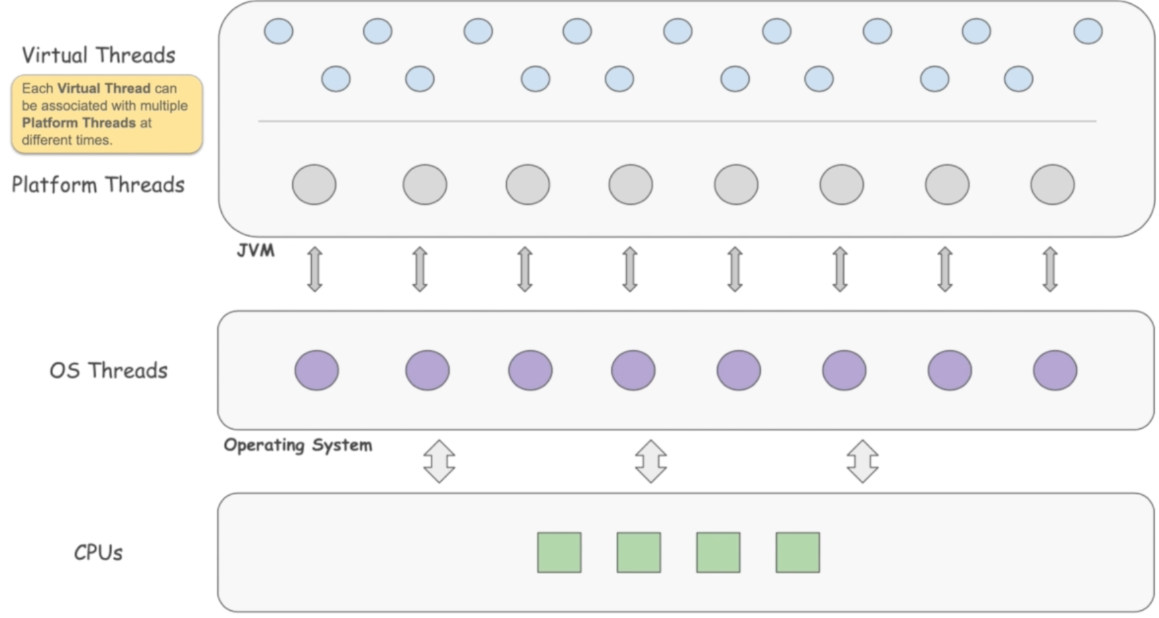 Virtual Threads
Each Virtual Thread can
be associated with multiple
Platform Threads at
different times.
Platform Threads
JVM
OS Threads
Operating System
CPUs